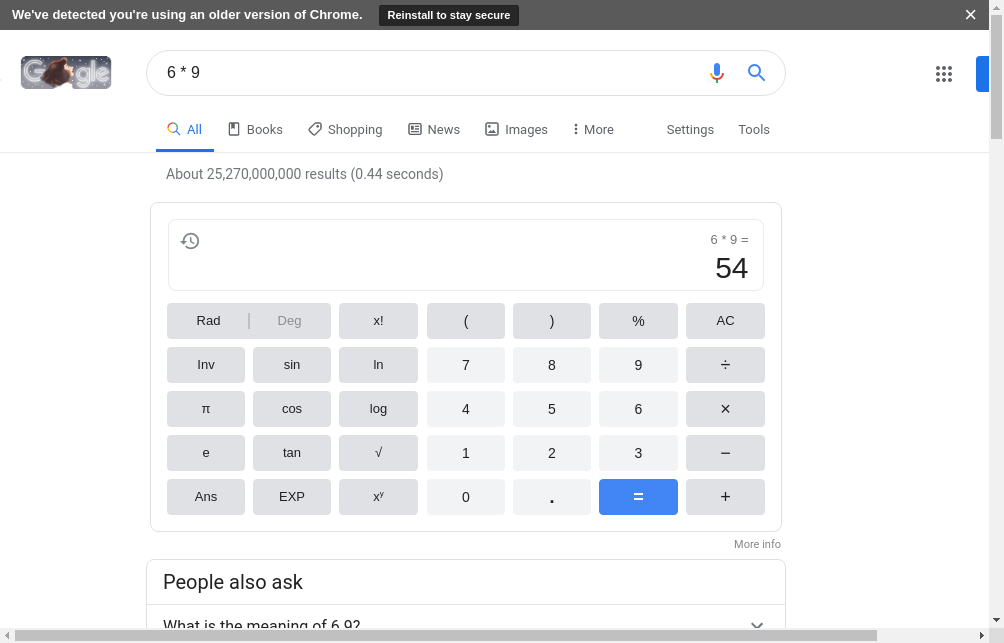 We've detected you're using an older version of Chrome. Reinstall to stay secure
Google
6 * 9
All Books Shopping News Images More Settings Tools
About 25,270,000,000 results (0.44 seconds)
6 * 9 =
54
Rad Deg x! ( ) % AC
Inv sin ln 7 8 9 ÷
π cos log 4 5 6 ×
e tan √ 1 2 3 −
Ans EXP xʸ 0 . = +
More info
People also ask
What is the meaning of 6 9?